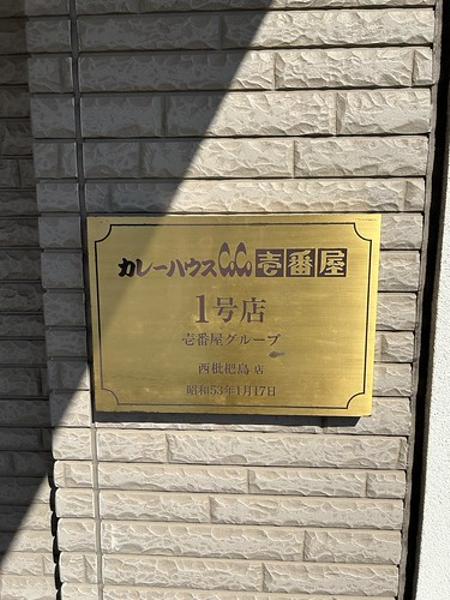 カレーハウスCoCo壱番屋
1号店
壱番屋グループ
西枇杷島 店
昭和53年1月17日